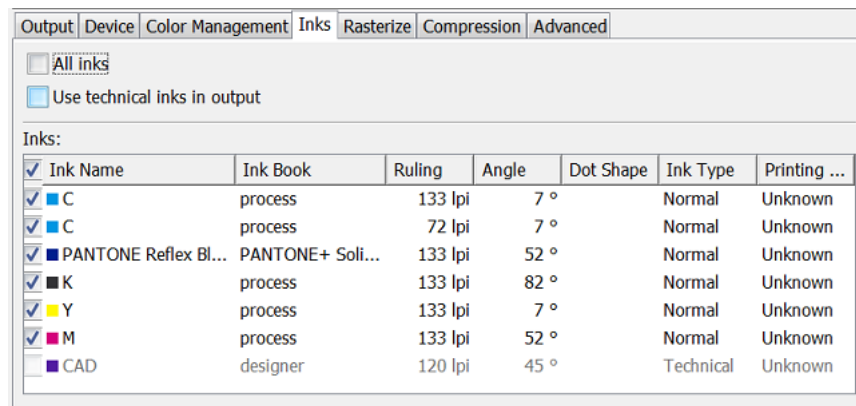 Output Device Color Management Inks Rasterize Compression Advanced
All inks
Use technical inks in output
Inks:
Ink Name Ink Book Ruling Angle Dot Shape Ink Type Printing ...
C process 133 lpi 7 ° Normal Unknown
C process 72 lpi 7 ° Normal Unknown
PANTONE Reflex Bl... PANTONE+ Soli... 133 lpi 52 ° Normal Unknown
K process 133 lpi 82 ° Normal Unknown
Y process 133 lpi 7 ° Normal Unknown
M process 133 lpi 52 ° Normal Unknown
CAD designer 120 lpi 45 ° Technical Unknown